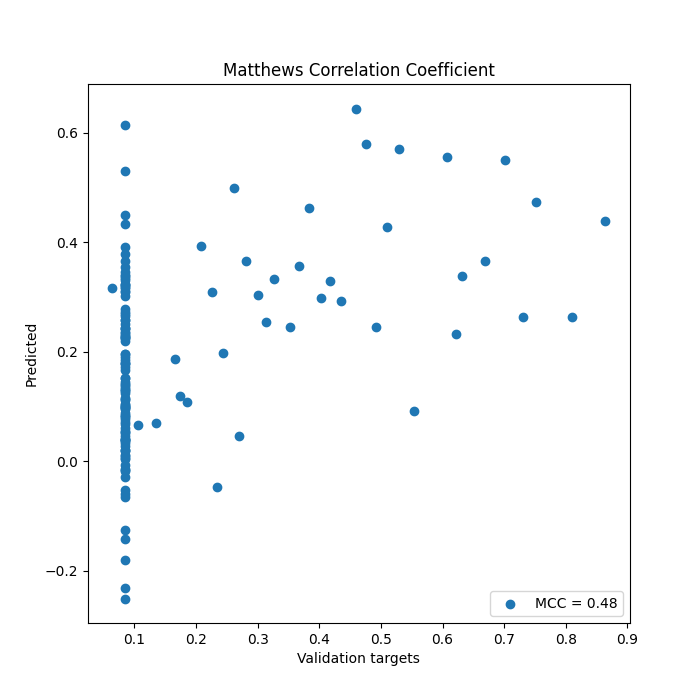 Matthews Correlation Coefficient
0.6
0.4
0.2
0.0
−0.2
Predicted
MCC = 0.48
0.1 0.2 0.3 0.4 0.5 0.6 0.7 0.8 0.9
Validation targets